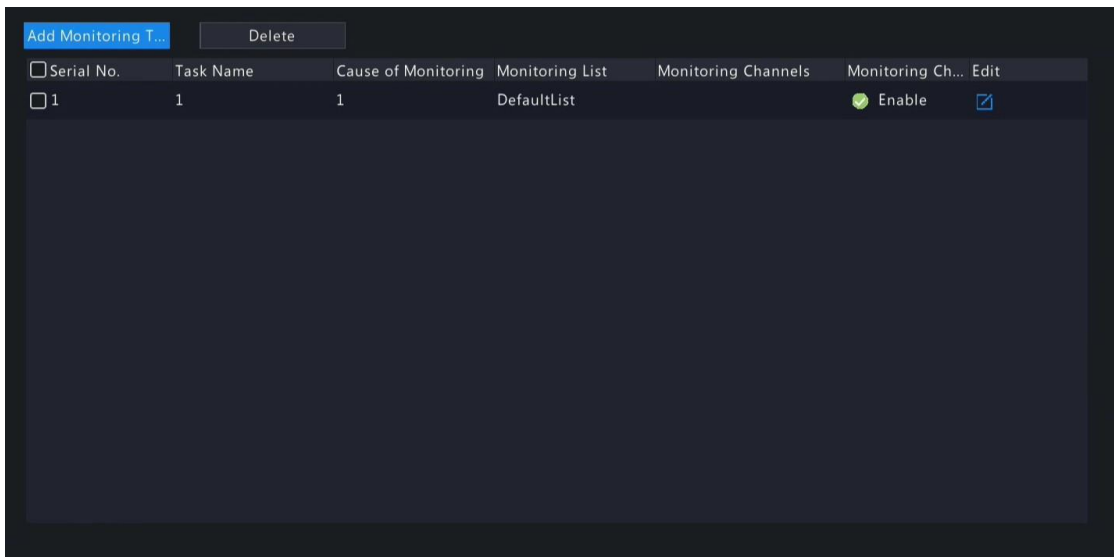 Add Monitoring T... Delete
Serial No. Task Name Cause of Monitoring Monitoring List Monitoring Channels Monitoring Ch... Edit
1 1 1 DefaultList Enable